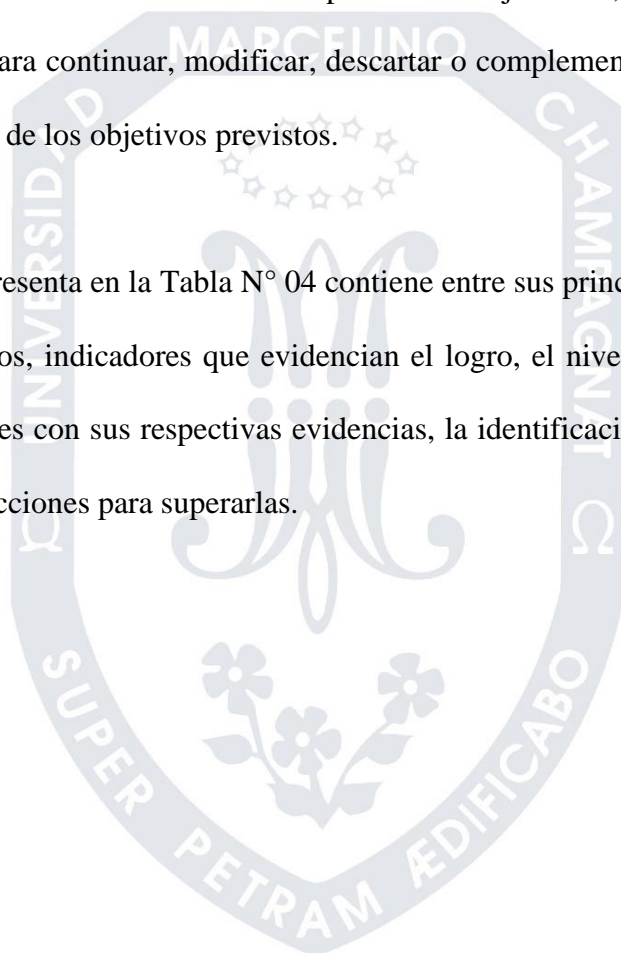 para continuar, modificar, descartar o complemen
de los objetivos previstos.
resenta en la Tabla N° 04 contiene entre sus princ
os, indicadores que evidencian el logro, el nive
es con sus respectivas evidencias, la identificaci
cciones para superarlas.
UNIVERSIDAD MARCELINO CHAMPAGNAT
SUPER PETRAM ÆDIFICABO